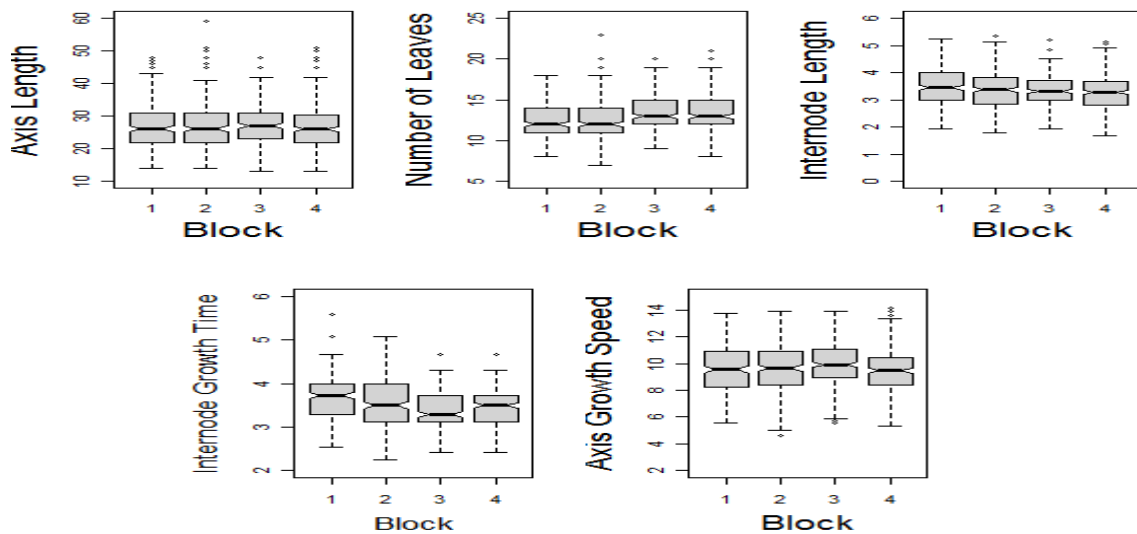 Axis Length
60
50
40
30
20
10
1 2 3 4
Block
Number of Leaves
25
20
15
10
5
1 2 3 4
Block
Internode Length
6
5
4
3
2
1
0
1 2 3 4
Block
Internode Growth Time
6
5
4
3
2
1 2 3 4
Block
Axis Growth Speed
14
12
10
8
6
4
2
1 2 3 4
Block